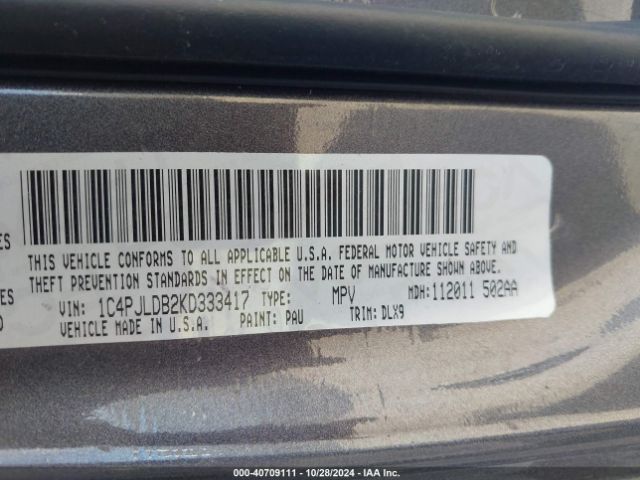 ES
THIS VEHICLE CONFORMS TO ALL APPLICABLE U.S.A. FEDERAL MOTOR VEHICLE SAFETY AND
THEFT PREVENTION STANDARDS IN EFFECT ON THE DATE OF MANUFACTURE SHOWN ABOVE.
ES
VIN: 1C4PJLDB2KD333417 TYPE: MPV MDH: 112011 502AA
VEHICLE MADE IN U.S.A. PAINT: PAU TRIM: DLX9
000-40709111 - 10/28/2024 - IAA Inc.